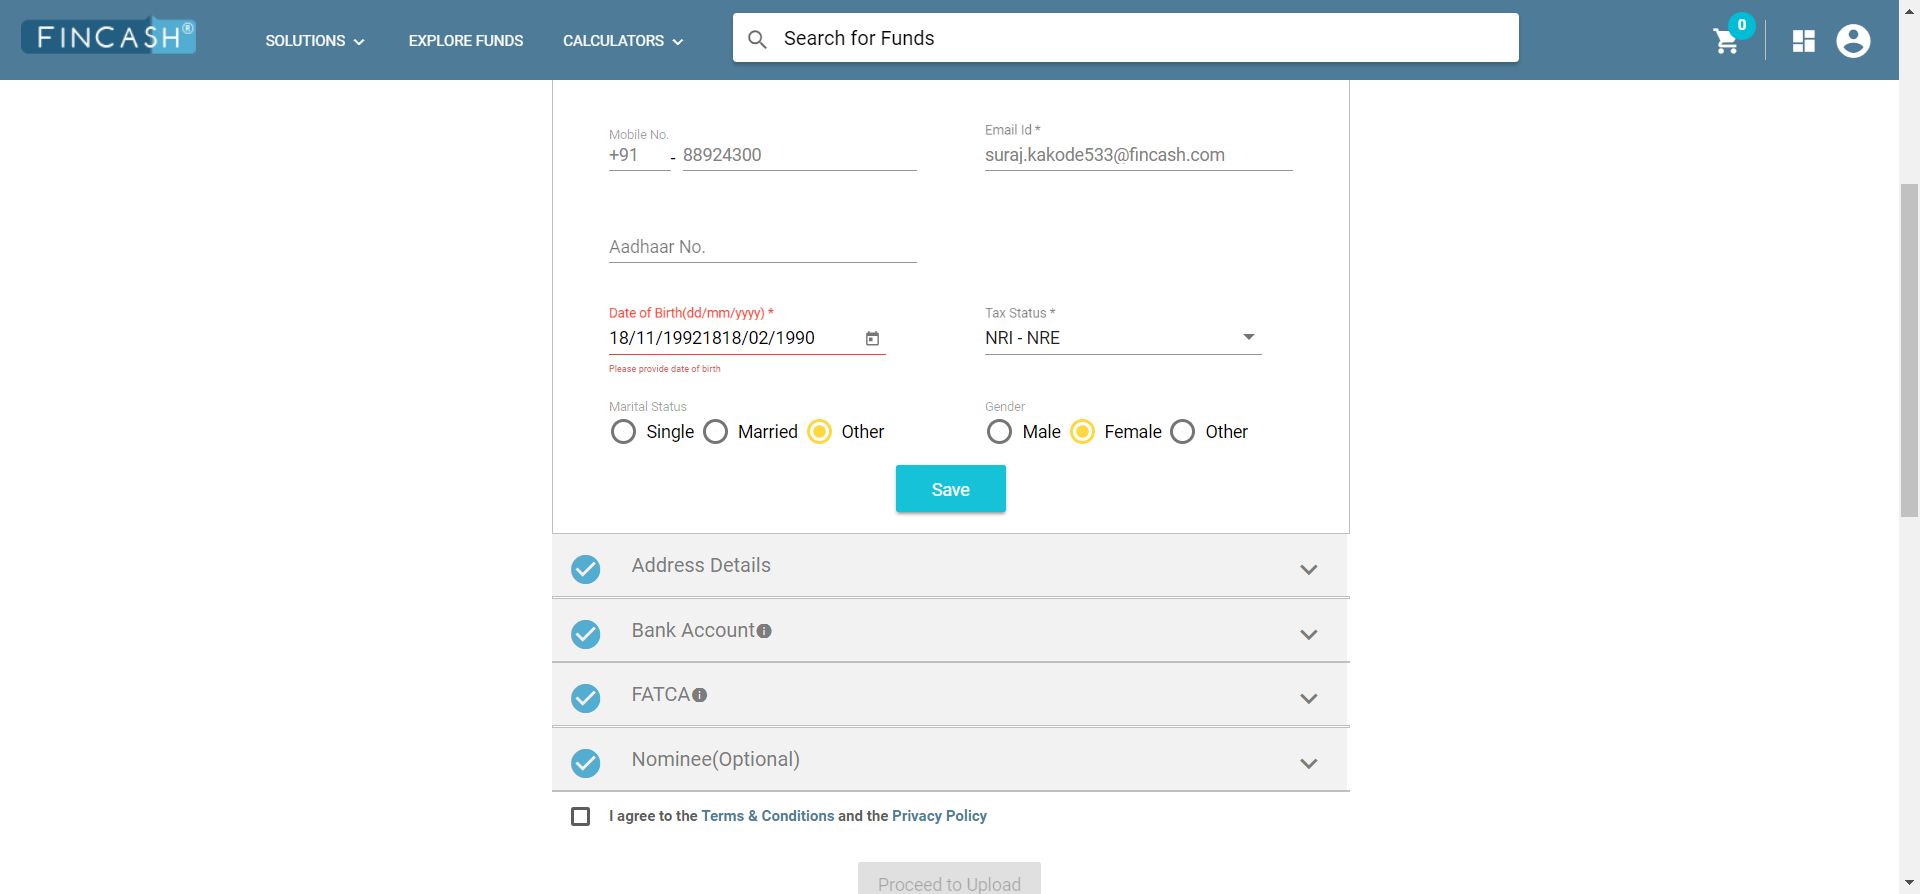 FINCASH®
SOLUTIONS
EXPLORE FUNDS
CALCULATORS
Search for Funds
0
Mobile No.
+91 - 88924300
Email Id *
suraj.kakode533@fincash.com
Aadhaar No.
Date of Birth(dd/mm/yyyy) *
18/11/19921818/02/1990
Please provide date of birth
Tax Status *
NRI - NRE
Marital Status
Single Married Other
Gender
Male Female Other
Save
Address Details
Bank Account
FATCA
Nominee(Optional)
I agree to the Terms & Conditions and the Privacy Policy
Proceed to Upload